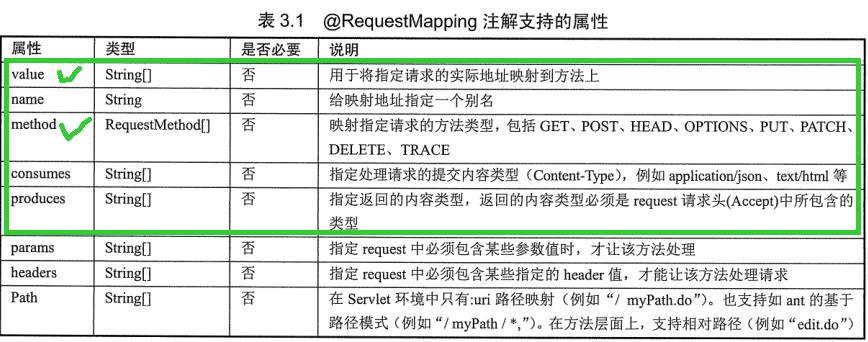 表 3.1 @RequestMapping 注解支持的属性
属性 类型 是否必要 说明
value String[] 否 用于将指定请求的实际地址映射到方法上
name String 否 给映射地址指定一个别名
method RequestMethod[] 否 映射指定请求的方法类型，包括 GET、POST、HEAD、OPTIONS、PUT、PATCH、
DELETE、TRACE
consumes String[] 否 指定处理请求的提交内容类型（Content-Type），例如 application/json、text/html 等
produces String[] 否 指定返回的内容类型，返回的内容类型必须是 request 请求头(Accept)中所包含的
类型
params String[] 否 指定 request 中必须包含某些参数值时，才让该方法处理
headers String[] 否 指定 request 中必须包含某些指定的 header 值，才能让该方法处理请求
Path String[] 否 在 Servlet 环境中只有:uri 路径映射（例如“/ myPath.do”）。也支持如 ant 的基于
路径模式（例如“/ myPath / *,”）。在方法层面上，支持相对路径（例如“edit.do”）